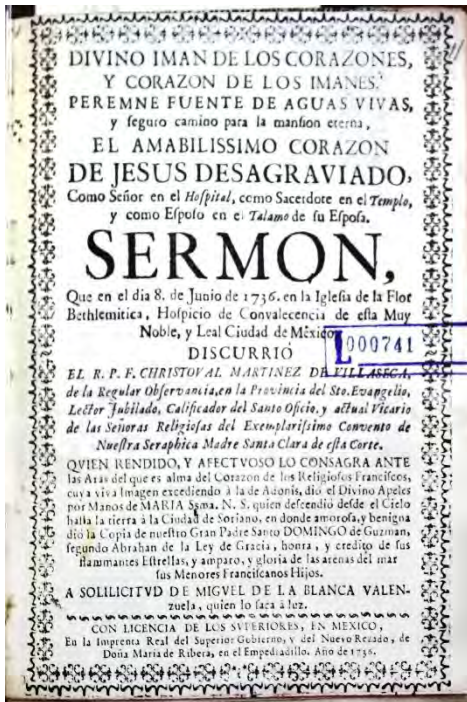 DIVINO IMAN DE LOS CORAZONES,
Y CORAZON DE LOS IMANES.
PEREMNE FUENTE DE AGUAS VIVAS,
y seguro camino para la mansion eterna,
EL AMABILISSIMO CORAZON
DE JESUS DESAGRAVIADO,
Como Señor en el Hospital, como Sacerdote en el Templo,
y como Esposo en el Talamo de su Esposa.
SERMON,
Que en el dia 8. de Junio de 1736. en la Iglesia de la Flor
Bethlemitica, Hospicio de Convalecencia de esta Muy
Noble, y Leal Ciudad de Mexico
L000741
DISCURRIÓ
EL R. P. F. CHRISTOVAL MARTINEZ DE VILLASECA,
de la Regular Observancia, en la Provincia del Sto. Evangelio,
Lector Jubilado, Calificador del Santo Oficio, y actual Vicario
de las Señoras Religiosas del Exemplarissimo Convento de
Nuestra Seraphica Madre Santa Clara de esta Corte.
QVIEN RENDIDO, Y AFECTVOSO LO CONSAGRA ANTE
las Aras del que es alma del Corazon de los Religiosos Francíscos,
cuya viva Imagen excediendo à la de Adonis, dió el Divino Apeles
por Manos de MARIA Ssma. N. S. quien descendió desde el Cielo
hasta la tierra à la Ciudad de Soriano, en donde amorosa, y benigna
dió la Copia de nuestro Gran Padre Santo DOMINGO de Guzman,
segundo Abrahan de la Ley de Gracia, honra, y credito de sus
flammantes Estrellas, y amparo, y gloria de las arenas del mar
sus Menores Franciscanos Hijos.
A SOLILICITVD DE MIGVEL DE LA BLANCA VALEN-
zuela, quien lo saca à luz.
CON LICENCIA DE LOS SVPERIORES, EN MEXICO,
En la Imprenta Real del Superior Gobierno, y del Nuevo Rezado, de
Doña Maria de Ribera, en el Empedradillo. Año de 1736.